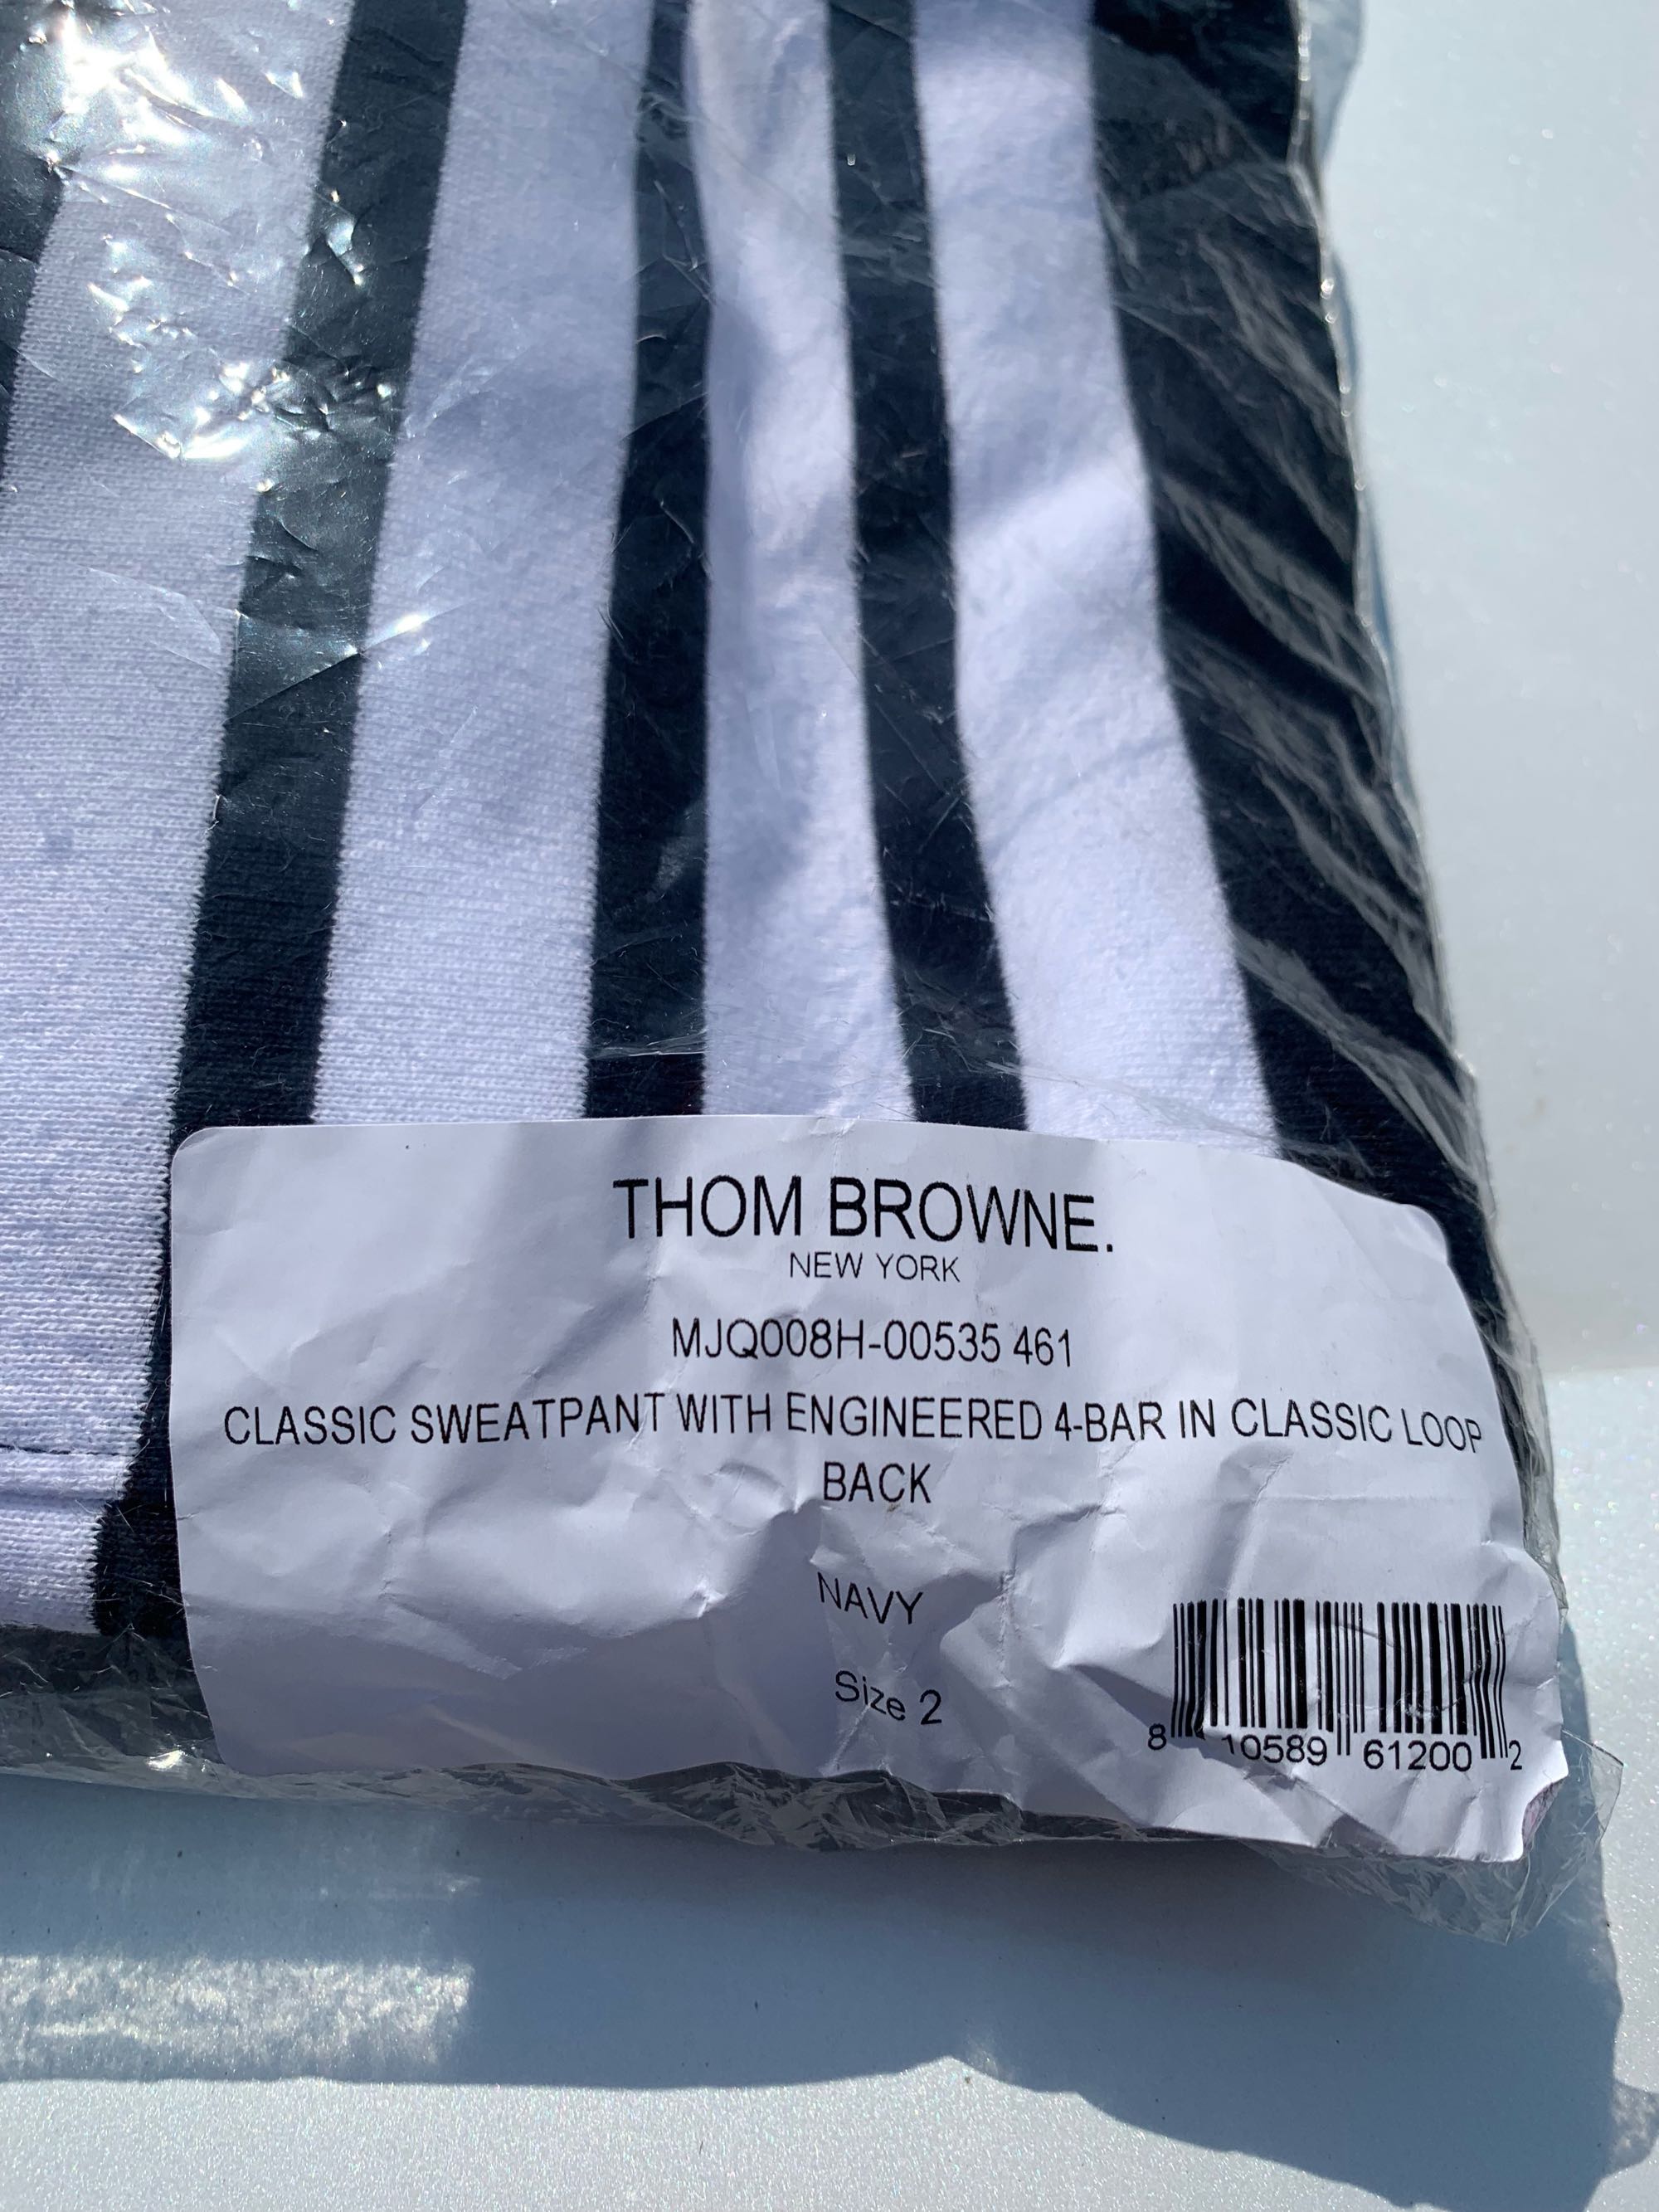 THOM BROWNE.
NEW YORK
MJQ008H-00535 461
CLASSIC SWEATPANT WITH ENGINEERED 4-BAR IN CLASSIC LOOP
BACK
NAVY
Size 2
8 10589 61200 2